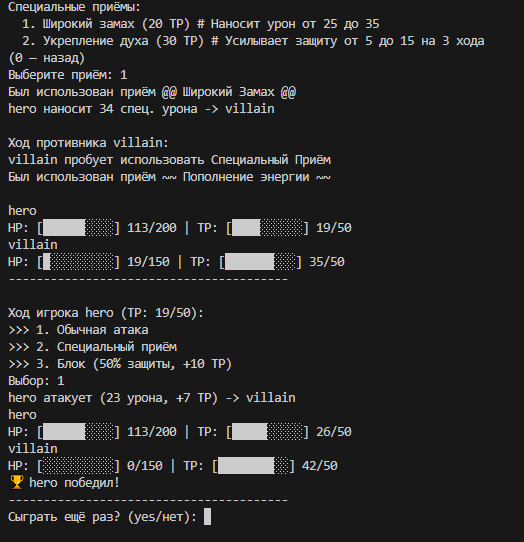 Специальные приёмы:
  1. Широкий замах (20 TP) # Наносит урон от 25 до 35
  2. Укрепление духа (30 TP) # Усиливает защиту от 5 до 15 на 3 хода
(0 — назад)
Выберите приём: 1
Был использован приём @@ Широкий Замах @@
hero наносит 34 спец. урона -> villain

Ход противника villain:
villain пробует использовать Специальный Приём
Был использован приём ~~ Пополнение энергии ~~

hero
HP: [█████░░░░░] 113/200 | TP: [████░░░░░░] 19/50
villain
HP: [█░░░░░░░░░] 19/150 | TP: [███████░░░] 35/50
----------------------------------------

Ход игрока hero (TP: 19/50):
>>> 1. Обычная атака
>>> 2. Специальный приём
>>> 3. Блок (50% защиты, +10 TP)
Выбор: 1
hero атакует (23 урона, +7 TP) -> villain
hero
HP: [█████░░░░░] 113/200 | TP: [█████░░░░░] 26/50
villain
HP: [░░░░░░░░░░] 0/150 | TP: [████████░░] 42/50
🏆 hero победил!
----------------------------------------
Сыграть ещё раз? (yes/нет):